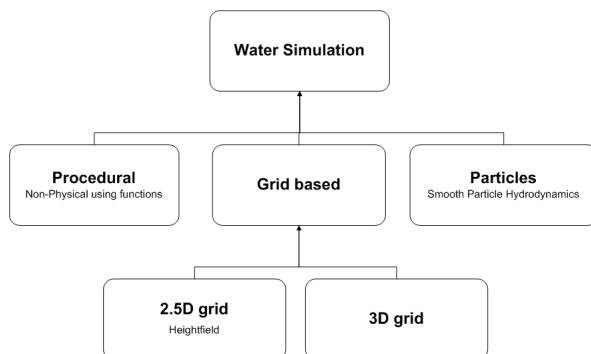 Water Simulation
Procedural
Non-Physical using functions
Grid based
Particles
Smooth Particle Hydrodynamics
2.5D grid
Heightfield
3D grid